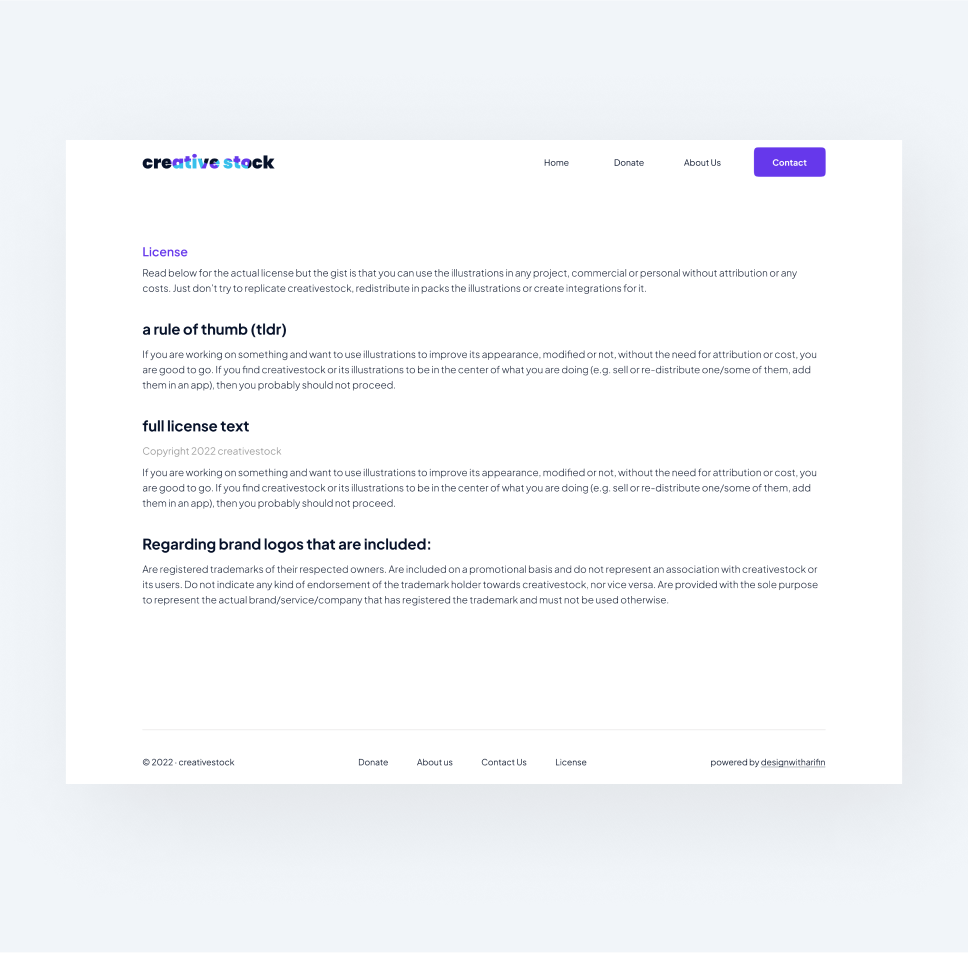 creative stock
Home Donate About Us Contact
License
Read below for the actual license but the gist is that you can use the illustrations in any project, commercial or personal without attribution or any
costs. Just don't try to replicate creativestock, redistribute in packs the illustrations or create integrations for it.
a rule of thumb (tldr)
If you are working on something and want to use illustrations to improve its appearance, modified or not, without the need for attribution or cost, you
are good to go. If you find creativestock or its illustrations to be in the center of what you are doing (e.g. sell or re-distribute one/some of them, add
them in an app), then you probably should not proceed.
full license text
Copyright 2022 creativestock
If you are working on something and want to use illustrations to improve its appearance, modified or not, without the need for attribution or cost, you
are good to go. If you find creativestock or its illustrations to be in the center of what you are doing (e.g. sell or re-distribute one/some of them, add
them in an app), then you probably should not proceed.
Regarding brand logos that are included:
Are registered trademarks of their respected owners. Are included on a promotional basis and do not represent an association with creativestock or
its users. Do not indicate any kind of endorsement of the trademark holder towards creativestock, nor vice versa. Are provided with the sole purpose
to represent the actual brand/service/company that has registered the trademark and must not be used otherwise.
© 2022 · creativestock Donate About us Contact Us License powered by designwitharifin